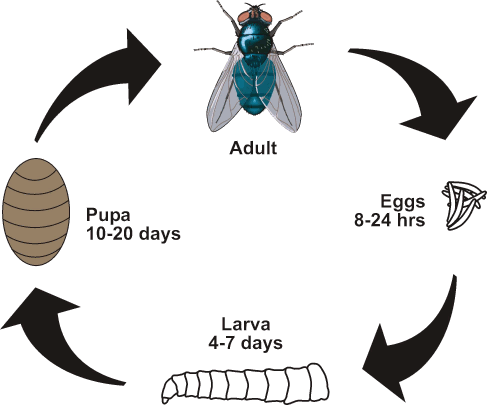 Adult
Eggs
8-24 hrs
Larva
4-7 days
Pupa
10-20 days